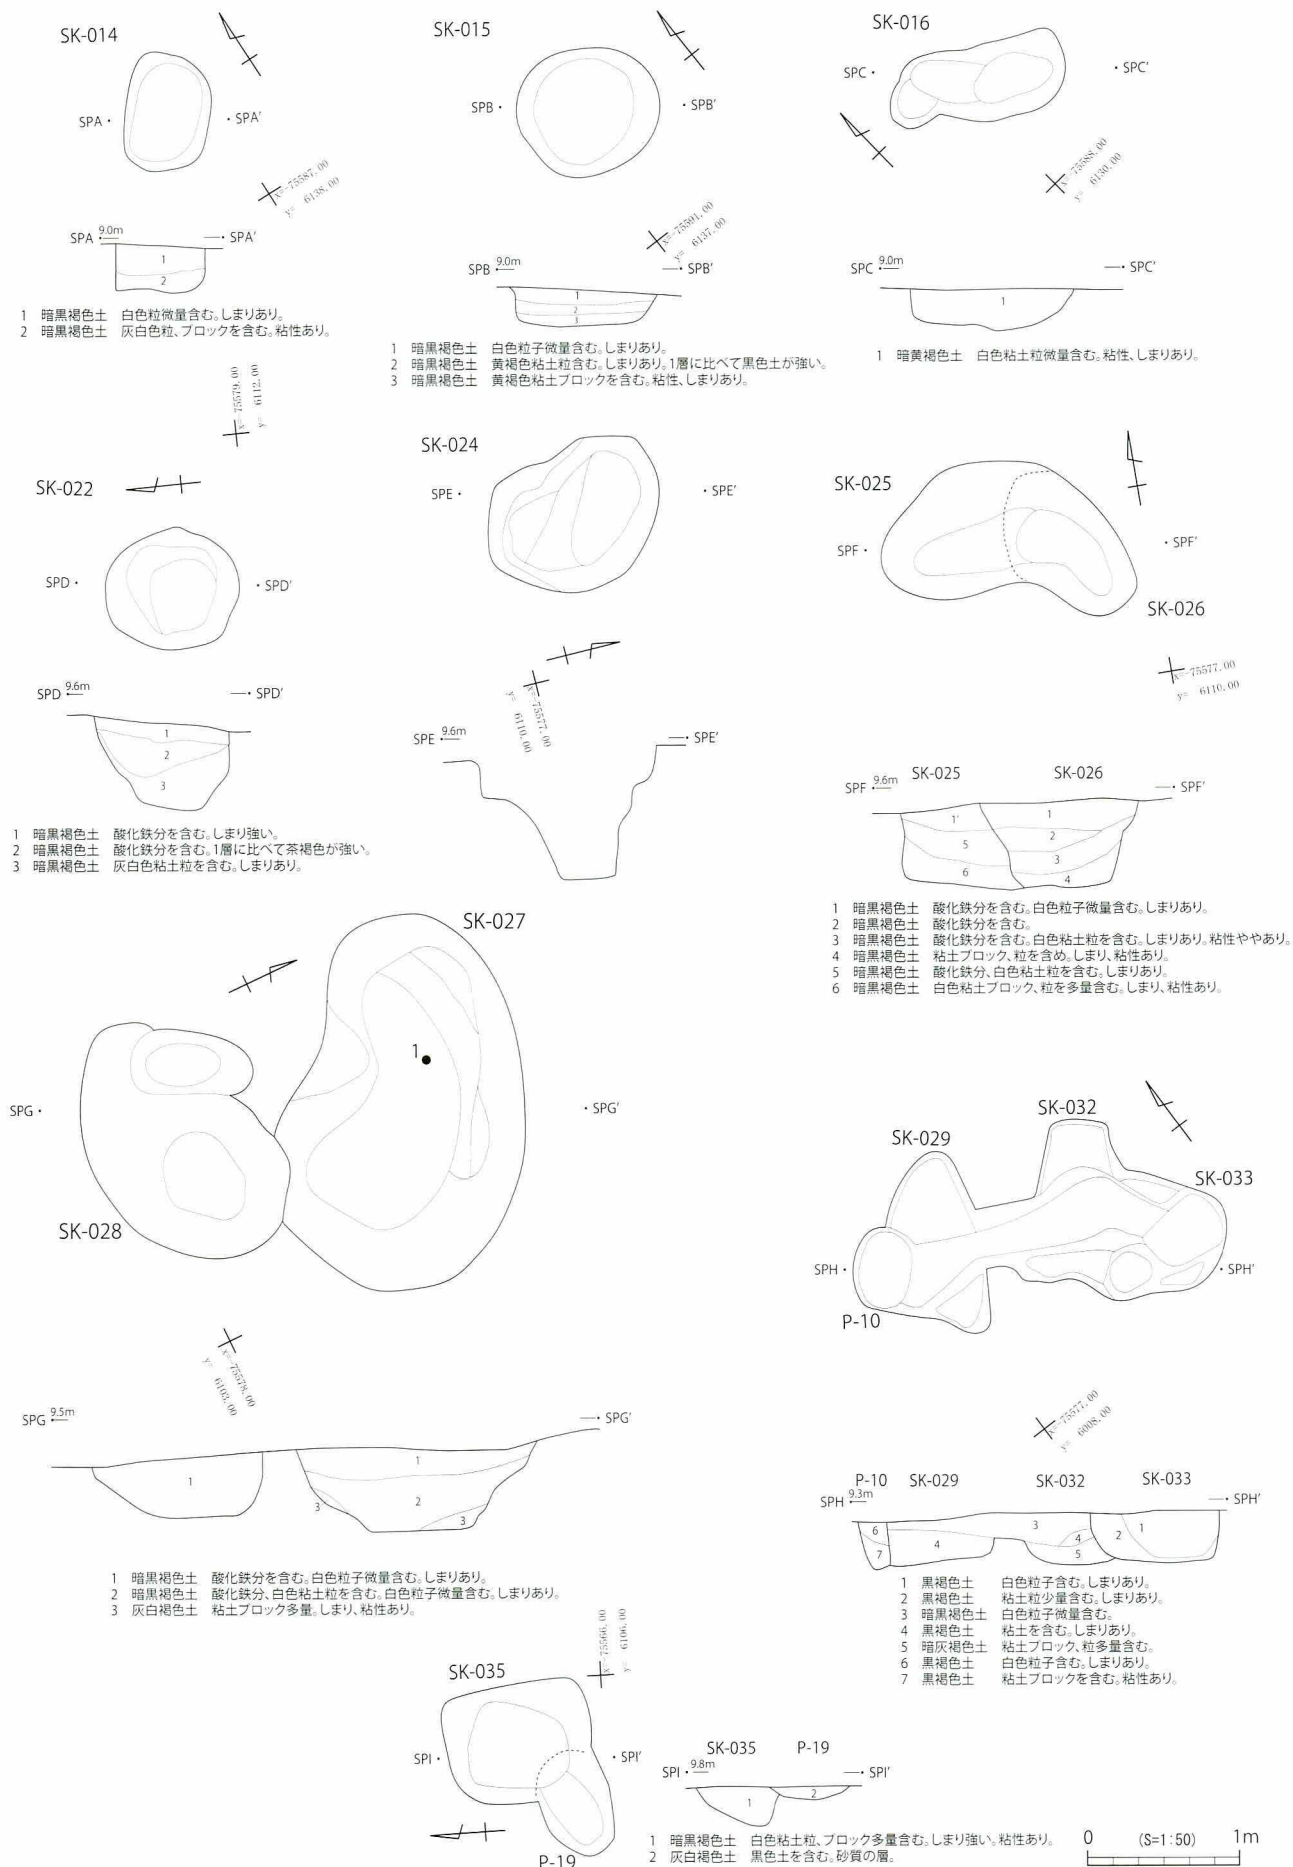 SK-014
SPA
SPA′
x=-75587.00
y= 6138.00
SPA 9.0m SPA′
1
2
1 暗黒褐色土 白色粒微量含む。しまりあり。
2 暗黒褐色土 灰白色粒、ブロックを含む。粘性あり。
SK-015
SPB
SPB′
x=-75591.00
y= 6137.00
SPB 9.0m SPB′
1
2
3
1 暗黒褐色土 白色粒子微量含む。しまりあり。
2 暗黒褐色土 黄褐色粘土粒含む。しまりあり。1層に比べて黒色土が強い。
3 暗黒褐色土 黄褐色粘土ブロックを含む。粘性、しまりあり。
SK-016
SPC
SPC′
x=-75588.00
y= 6130.00
SPC 9.0m SPC′
1
1 暗黄褐色土 白色粘土粒微量含む。粘性、しまりあり。
x=-75579.00
y= 6112.00
SK-022
SPD
SPD′
SPD 9.6m SPD′
1
2
3
1 暗黒褐色土 酸化鉄分を含む。しまり強い。
2 暗黒褐色土 酸化鉄分を含む。1層に比べて茶褐色が強い。
3 暗黒褐色土 灰白色粘土粒を含む。しまりあり。
SK-024
SPE
SPE′
x=-75577.00
y= 6110.00
SPE 9.6m SPE′
SK-025
SPF
SPF′
SK-026
x=-75577.00
y= 6110.00
SK-025 SK-026
SPF 9.6m SPF′
1′ 1
2
5
3
6
4
1 暗黒褐色土 酸化鉄分を含む。白色粒子微量含む。しまりあり。
2 暗黒褐色土 酸化鉄分を含む。
3 暗黒褐色土 酸化鉄分を含む。白色粘土粒を含む。しまりあり。粘性ややあり。
4 暗黒褐色土 粘土ブロック、粒を含め。しまり、粘性あり。
5 暗黒褐色土 酸化鉄分、白色粘土粒を含む。しまりあり。
6 暗黒褐色土 白色粘土ブロック、粒を多量含む。しまり、粘性あり。
SK-027
1
SPG
SPG′
SK-028
x=-75578.00
y= 6103.00
SPG 9.5m SPG′
1
1
2
3
3
1 暗黒褐色土 酸化鉄分を含む。白色粒子微量含む。しまりあり。
2 暗黒褐色土 酸化鉄分、白色粘土粒を含む。白色粒子微量含む。しまりあり。
3 灰白褐色土 粘土ブロック多量。しまり、粘性あり。
SK-032
SK-029
SK-033
SPH
SPH′
P-10
x=-75577.00
y= 6008.00
P-10 SK-029 SK-032 SK-033
SPH 9.3m SPH′
6 3 1
4 4 2
7 5
1 黒褐色土 白色粒子含む。しまりあり。
2 黒褐色土 粘土粒少量含む。しまりあり。
3 暗黒褐色土 白色粒子微量含む。
4 黒褐色土 粘土を含む。しまりあり。
5 暗灰褐色土 粘土ブロック、粒多量含む。
6 黒褐色土 白色粒子含む。しまりあり。
7 黒褐色土 粘土ブロックを含む。粘性あり。
x=-75566.00
y= 6106.00
SK-035
SPI
SPI′
P-19
SK-035 P-19
SPI 9.8m SPI′
1 2
1 暗黒褐色土 白色粘土粒、ブロック多量含む。しまり強い。粘性あり。
2 灰白褐色土 黒色土を含む。砂質の層。
0 (S=1:50) 1m